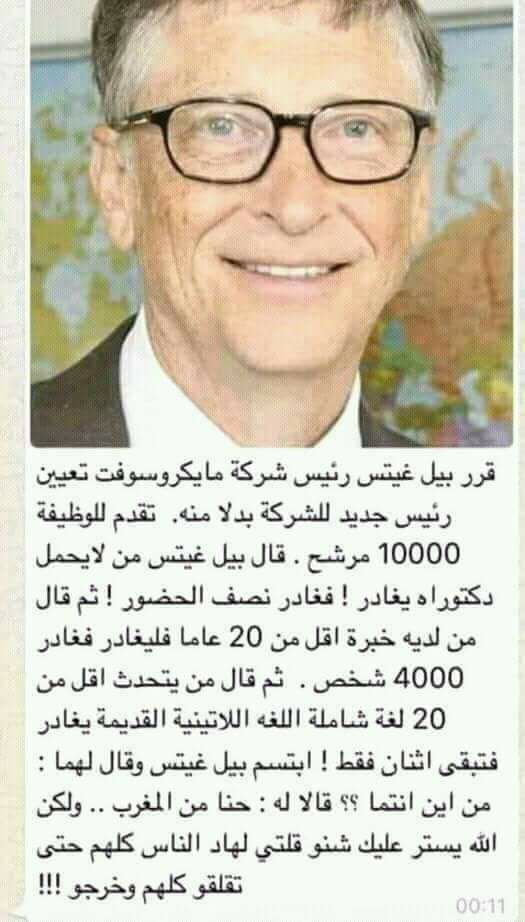 قرر بيل غيتس رئيس شركة مايكروسوفت تعيين
رئيس جديد للشركة بدلا منه. تقدم للوظيفة
10000 مرشح . قال بيل غيتس من لايحمل
دكتوراه يغادر ! فغادر نصف الحضور ! ثم قال
من لديه خبرة اقل من 20 عاما فليغادر فغادر
4000 شخص . ثم قال من يتحدث اقل من
20 لغة شاملة اللغه اللاتينية القديمة يغادر
فتبقى اثنان فقط ! ابتسم بيل غيتس وقال لهما :
من اين انتما ؟؟ قالا له : حنا من المغرب .. ولكن
الله يستر عليك شنو قلتي لهاد الناس كلهم حتى
تقلقو كلهم وخرجو !!!
00:11